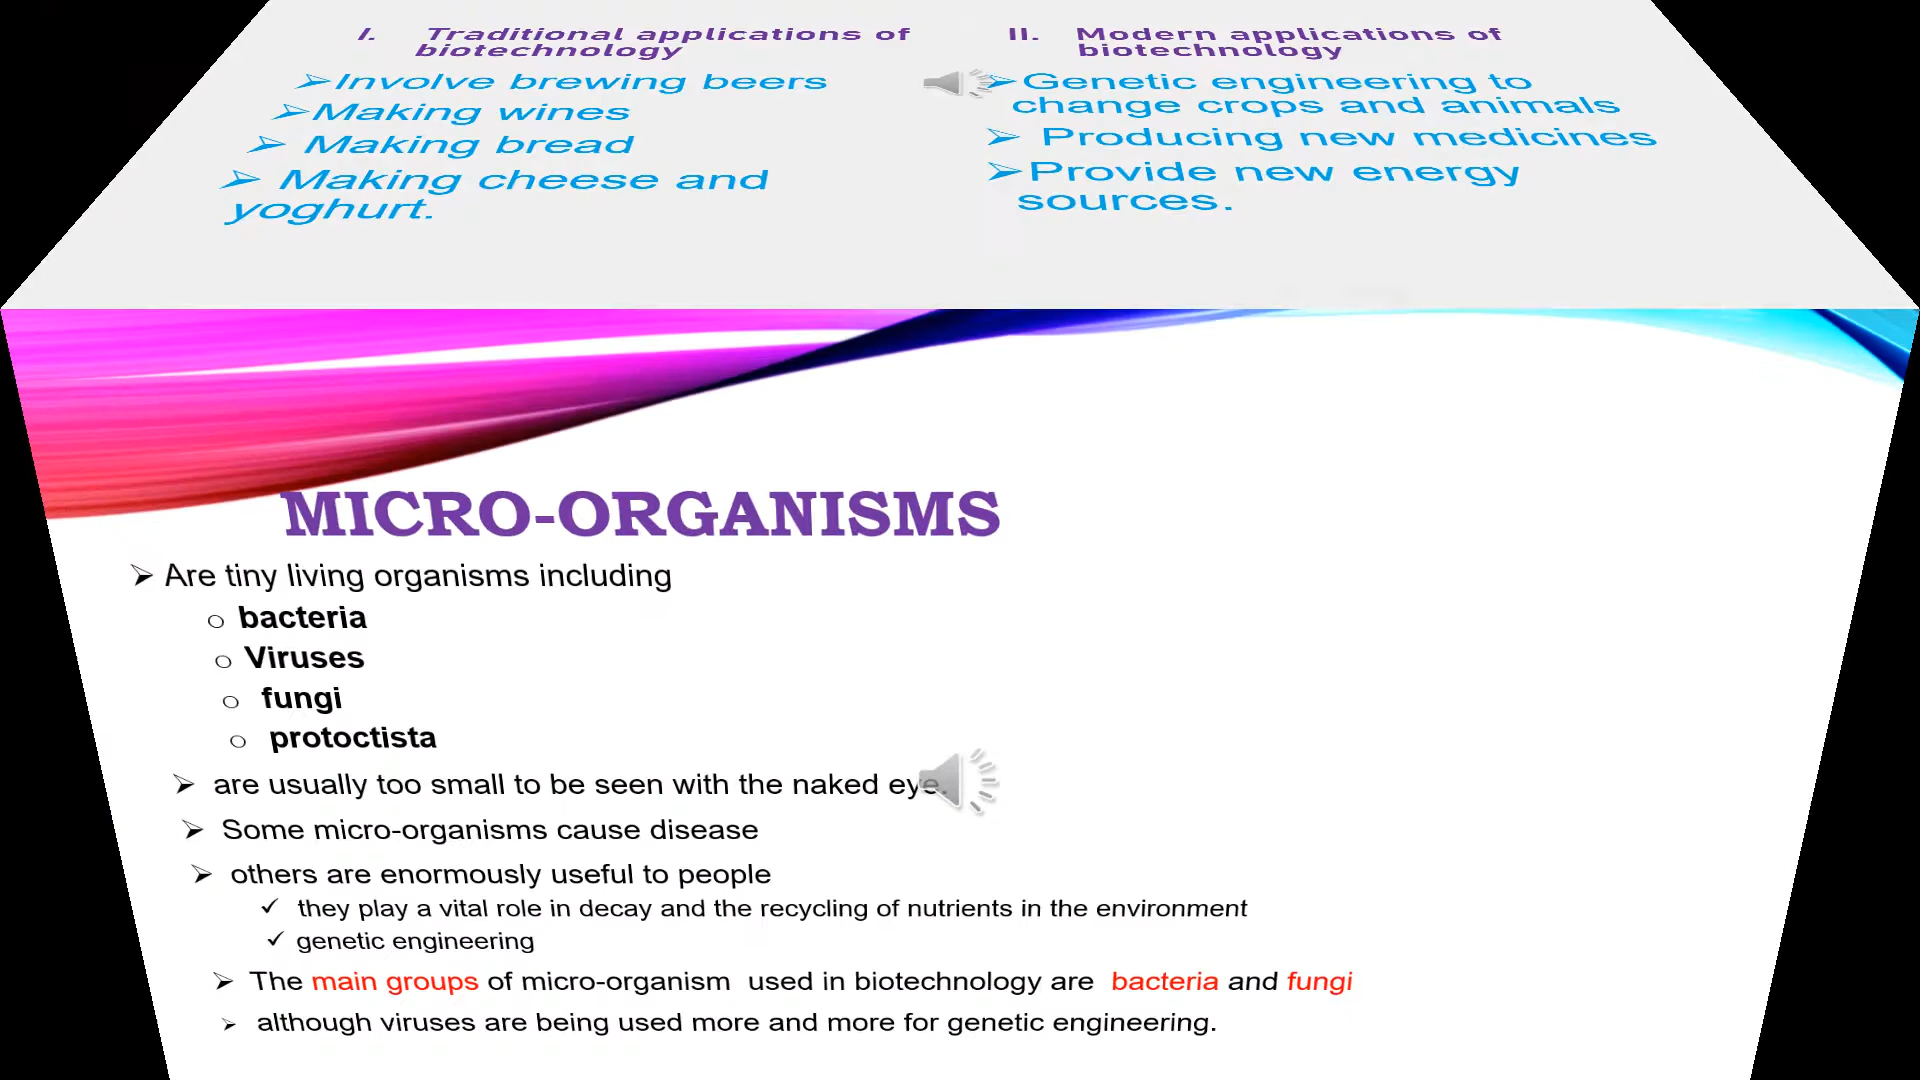 I. Traditional applications of
biotechnology
➢Involve brewing beers
➢Making wines
➢ Making bread
➢ Making cheese and
yoghurt.
II. Modern applications of
biotechnology
➢Genetic engineering to
change crops and animals
➢ Producing new medicines
➢Provide new energy
sources.
MICRO-ORGANISMS
➢ Are tiny living organisms including
o bacteria
o Viruses
o fungi
o protoctista
➢ are usually too small to be seen with the naked eye.
➢ Some micro-organisms cause disease
➢ others are enormously useful to people
✓ they play a vital role in decay and the recycling of nutrients in the environment
✓ genetic engineering
➢ The main groups of micro-organism used in biotechnology are bacteria and fungi
➢ although viruses are being used more and more for genetic engineering.